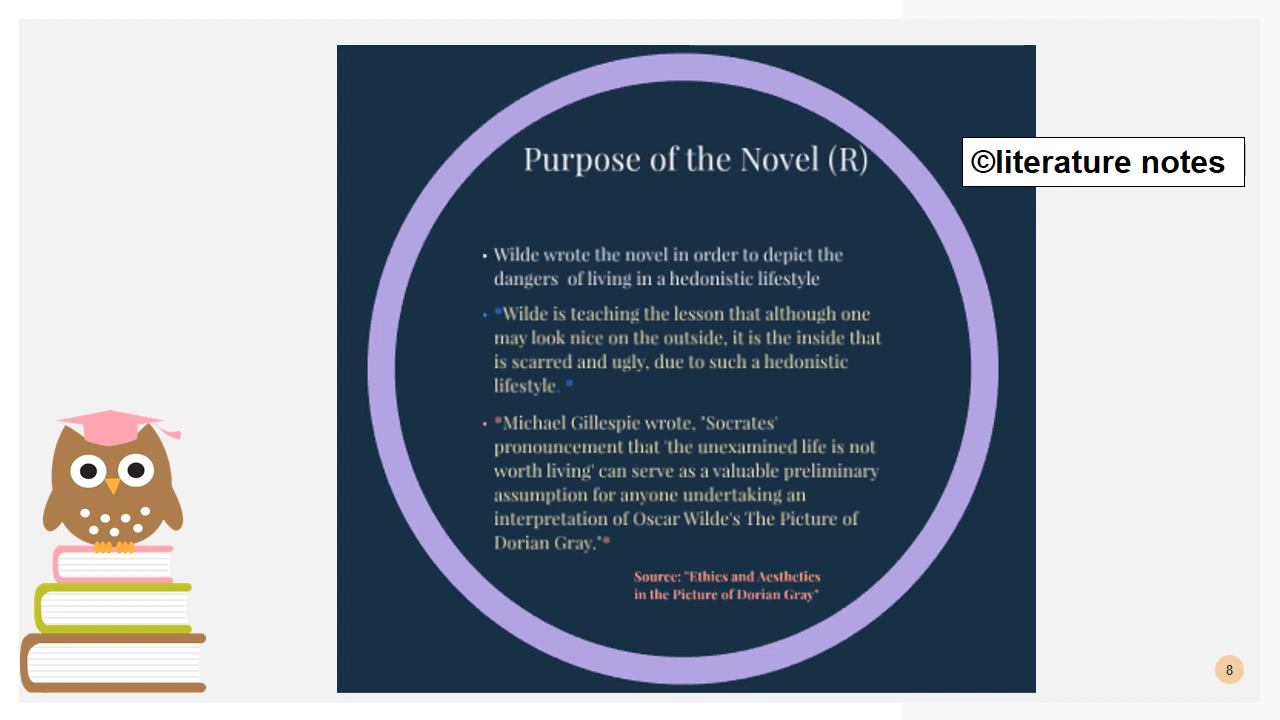 Purpose of the Novel (R)
©literature notes
• Wilde wrote the novel in order to depict the
dangers of living in a hedonistic lifestyle
• *Wilde is teaching the lesson that although one
may look nice on the outside, it is the inside that
is scarred and ugly, due to such a hedonistic
lifestyle. *
• *Michael Gillespie wrote, "Socrates'
pronouncement that 'the unexamined life is not
worth living' can serve as a valuable preliminary
assumption for anyone undertaking an
interpretation of Oscar Wilde's The Picture of
Dorian Gray."*
Source: "Ethics and Aesthetics
in the Picture of Dorian Gray"
8